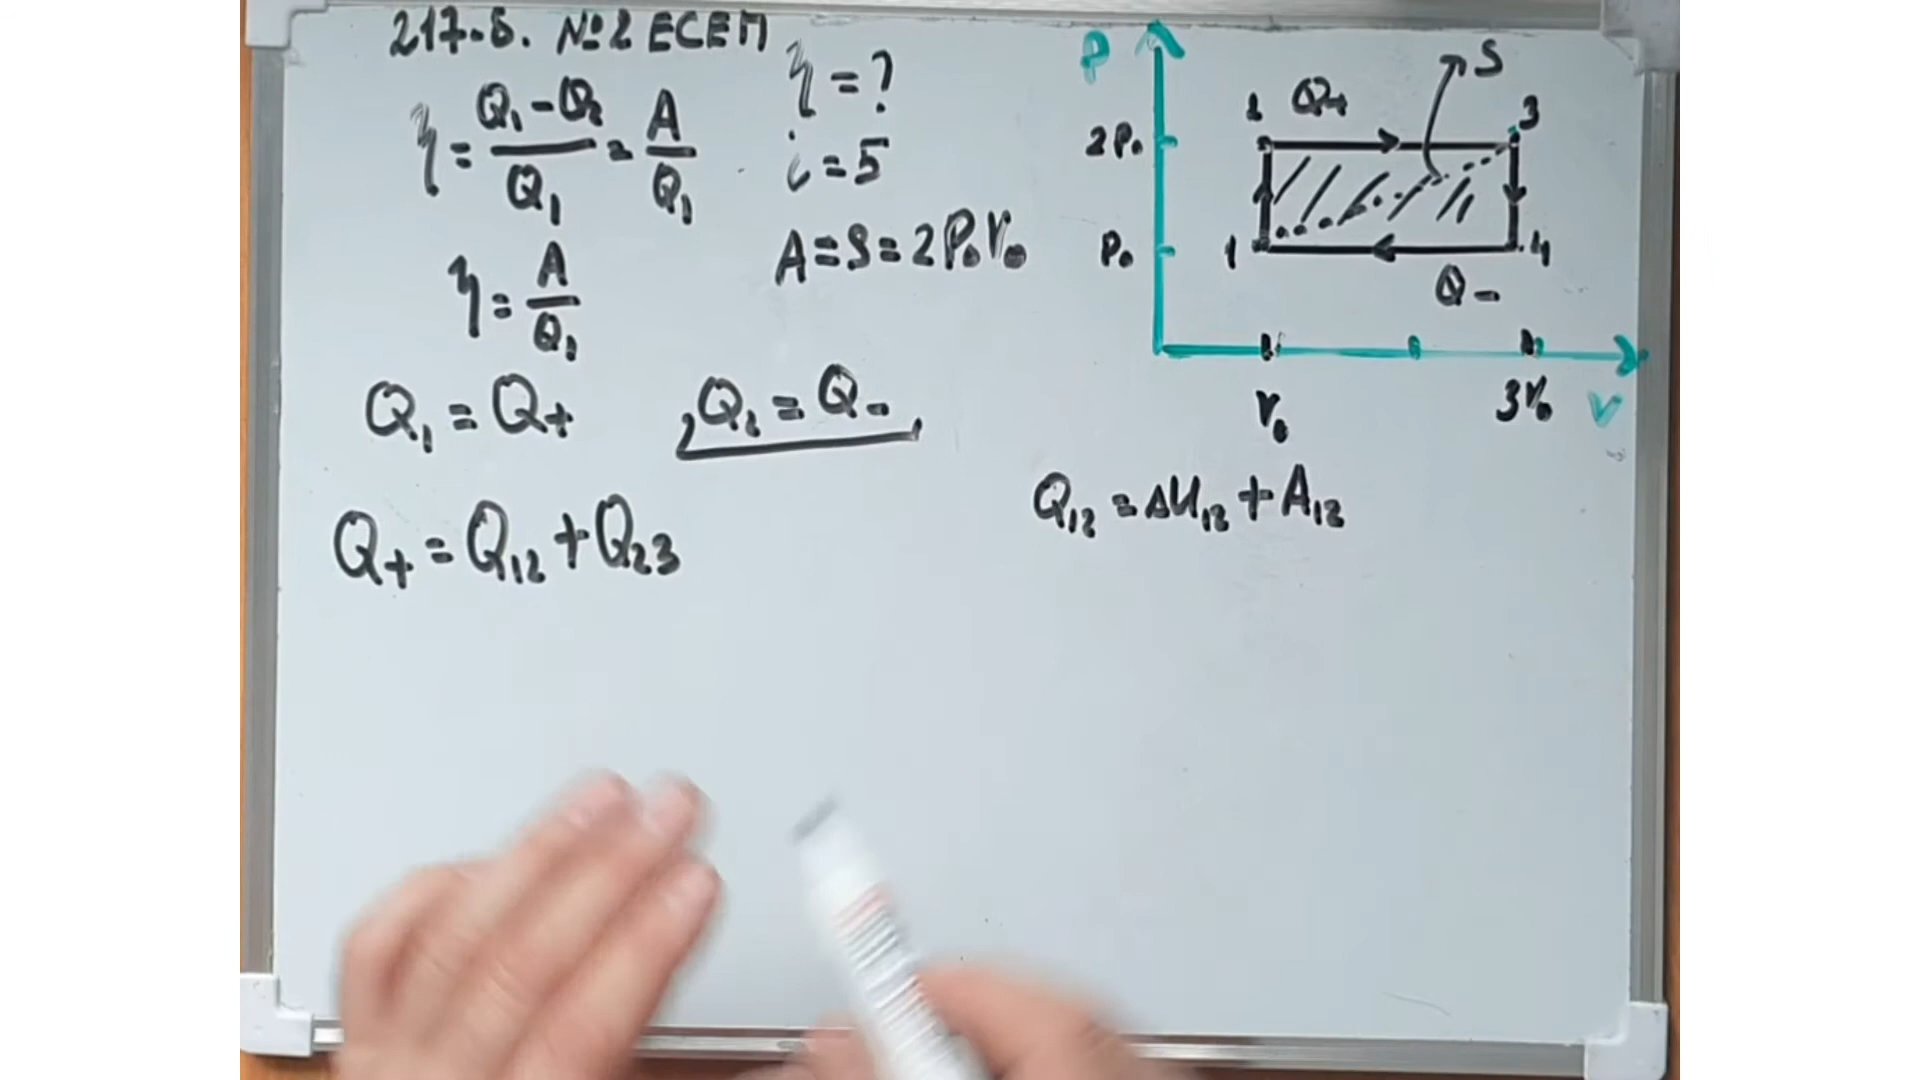 217-б. №2 ЕСЕП
η = (Q₁ - Q₂)/Q₁ = A/Q₁
η = ?
i = 5
A = S = 2P₀V₀
η = A/Q₁
Q₁ = Q+
Q₂ = Q-
Q+ = Q₁₂ + Q₂₃
P
S
2 Q+ 3
2P₀
P₀ 1 4
Q-
V₀ 3V₀ V
Q₁₂ = ΔU₁₂ + A₁₂